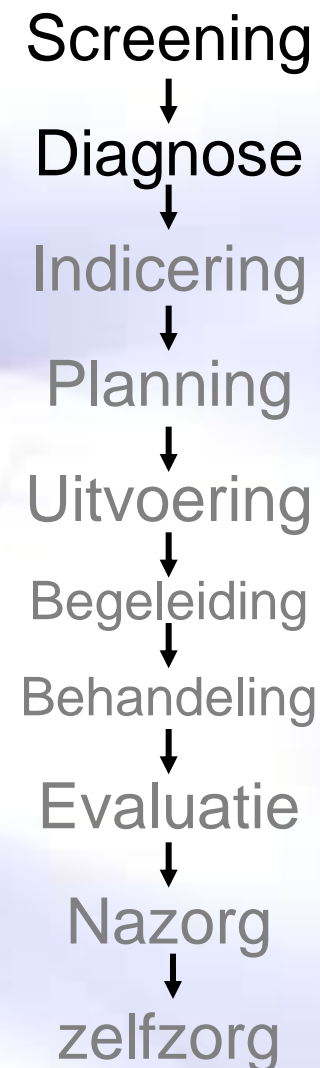 Screening
Diagnose
Indicering
Planning
Uitvoering
Begeleiding
Behandeling
Evaluatie
Nazorg
zelfzorg